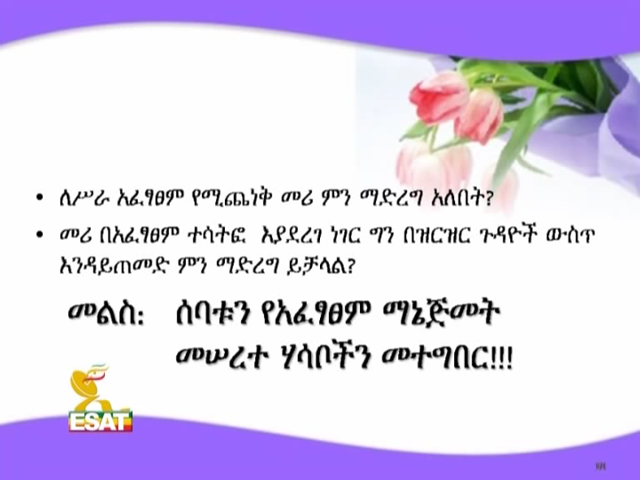 • ለሥራ አፈፃፀም የሚጨነቅ መሪ ምን ማድረግ አለበት?
• መሪ በአፈፃፀም ተሳትፎ እያደረገ ነገር ግን በዝርዝር ጉዳዮች ውስጥ
እንዳይጠመድ ምን ማድረግ ይቻላል?
መልስ: ሰባቱን የአፈፃፀም ማኔጅመት
መሠረተ ሃሳቦችን መተግበር!!!
ESAT